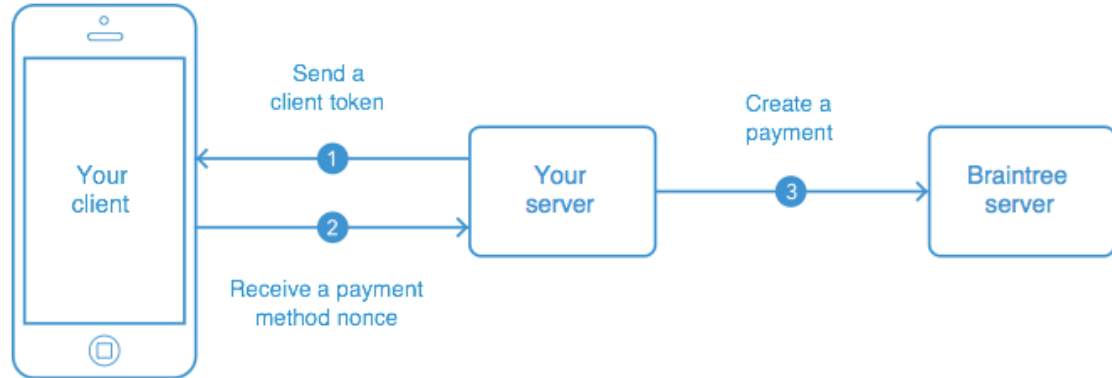 Send a
client token
Create a
payment
1
Your
client
Your
server
3
Braintree
server
2
Receive a payment
method nonce